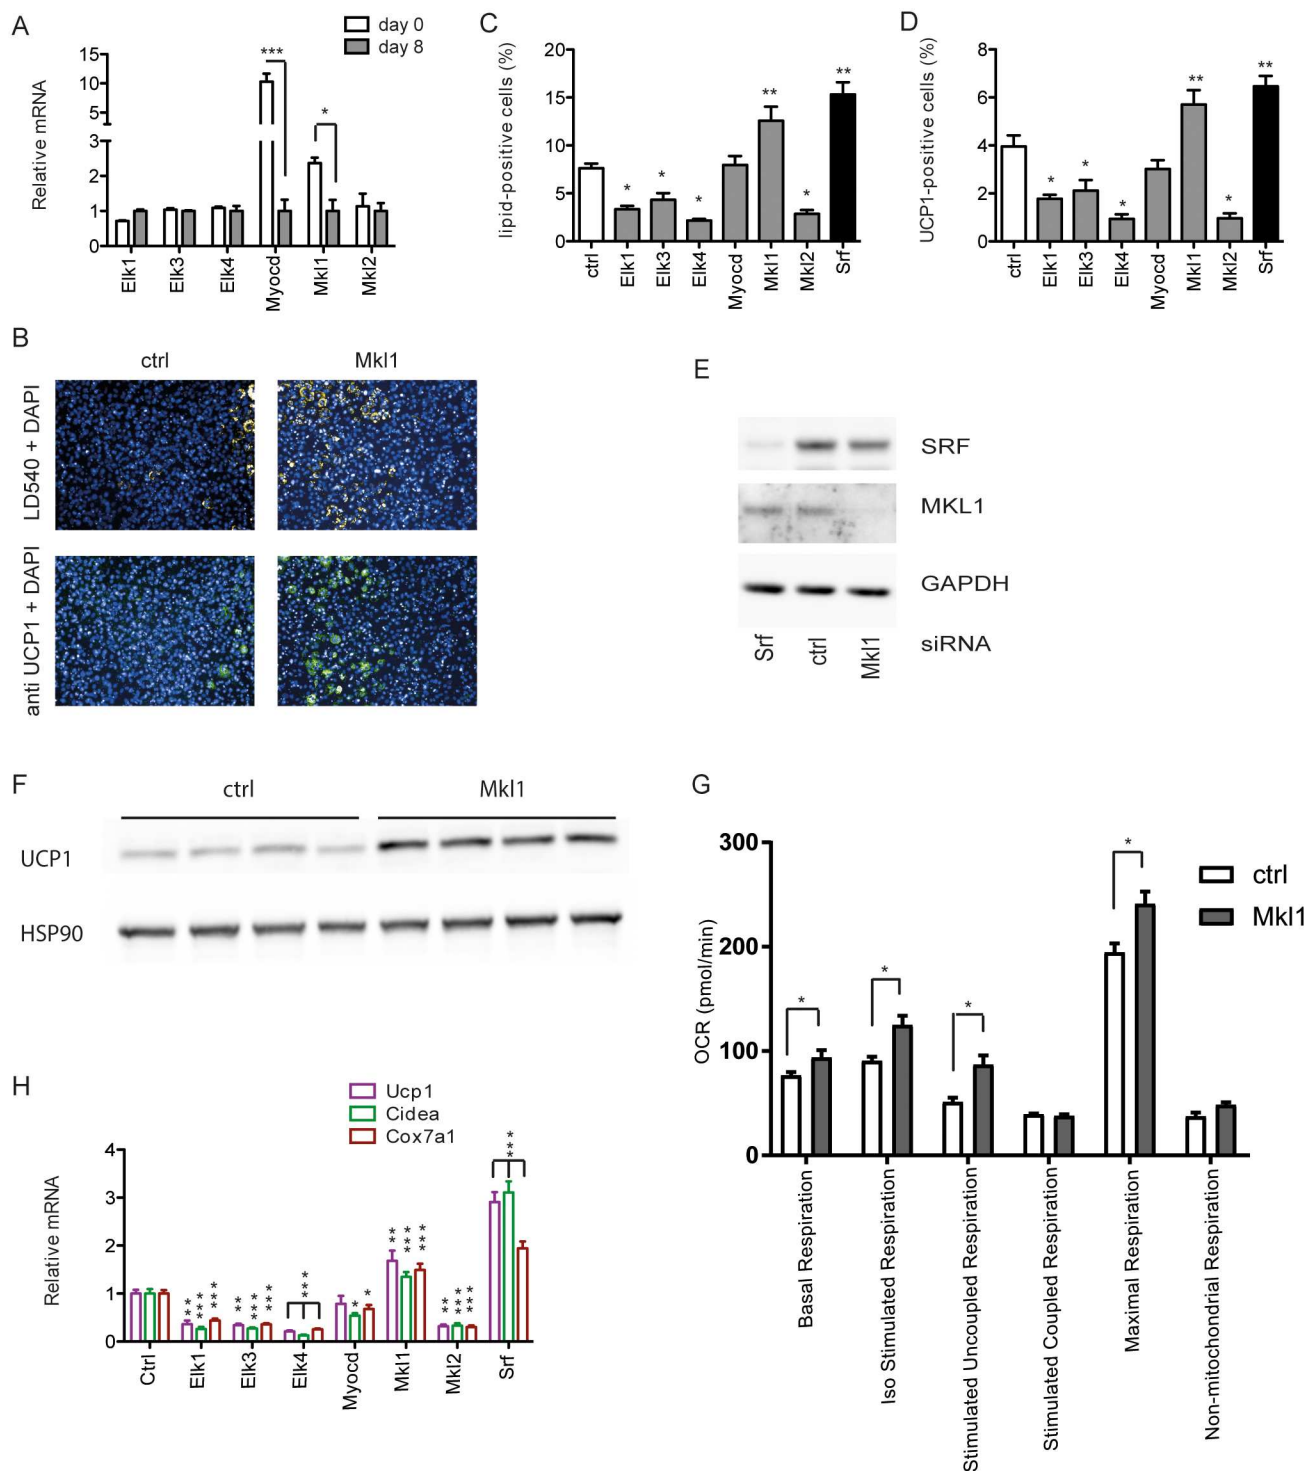 A
day 0
day 8
Relative mRNA
15
10
5
3
2
1
0
***
*
Elk1
Elk3
Elk4
Myocd
Mkl1
Mkl2
C
lipid-positive cells (%)
20
15
10
5
0
*
*
*
**
*
**
ctrl
Elk1
Elk3
Elk4
Myocd
Mkl1
Mkl2
Srf
D
UCP1-positive cells (%)
8
6
4
2
0
*
*
*
**
*
**
ctrl
Elk1
Elk3
Elk4
Myocd
Mkl1
Mkl2
Srf
B
ctrl
Mkl1
LD540 + DAPI
anti UCP1 + DAPI
E
SRF
MKL1
GAPDH
Srf
ctrl
Mkl1
siRNA
F
ctrl
Mkl1
UCP1
HSP90
G
ctrl
Mkl1
OCR (pmol/min)
300
200
100
0
*
*
*
*
Basal Respiration
Iso Stimulated Respiration
Stimulated Uncoupled Respiration
Stimulated Coupled Respiration
Maximal Respiration
Non-mitochondrial Respiration
H
Ucp1
Cidea
Cox7a1
Relative mRNA
4
3
2
1
0
**
***
***
**
***
***
***
*
*
**
***
***
**
***
***
***
Ctrl
Elk1
Elk3
Elk4
Myocd
Mkl1
Mkl2
Srf